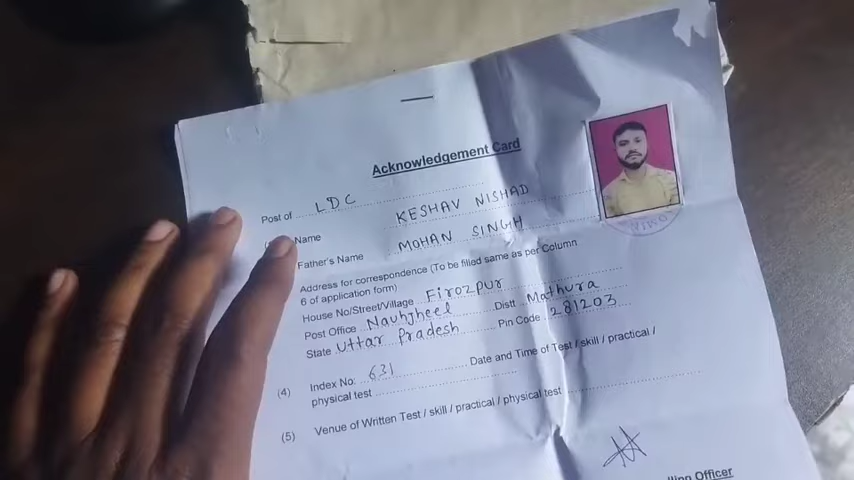 Acknowledgement Card
Post of LDC
Name KESHAV NISHAD
Father's Name MOHAN SINGH
Address for correspondence (To be filled same as per Column
6 of application form)
House No/Street/Village Firozpur
Post Office Nauhjheel Distt Mathura
State Uttar Pradesh Pin Code 281203
(4) Index No: 631 Date and Time of Test / skill / practical /
physical test
(5) Venue of Written Test / skill / practical / physical test
Officer